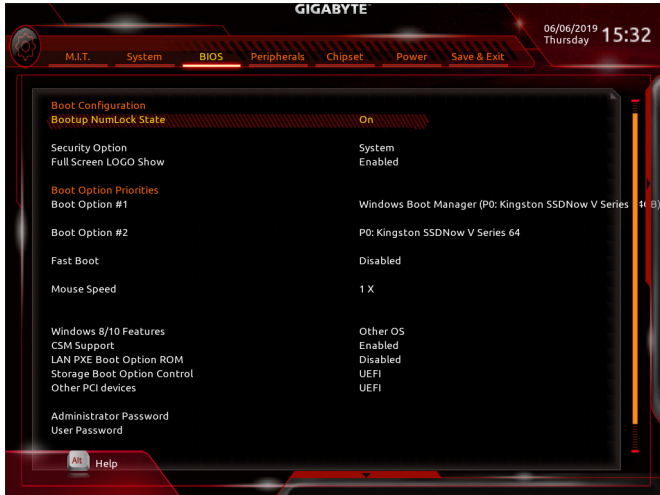 GIGABYTE™
06/06/2019 15:32
Thursday
M.I.T. System BIOS Peripherals Chipset Power Save & Exit
Boot Configuration
Bootup NumLock State On
Security Option System
Full Screen LOGO Show Enabled
Boot Option Priorities
Boot Option #1 Windows Boot Manager (P0: Kingston SSDNow V Series
Boot Option #2 P0: Kingston SSDNow V Series 64
Fast Boot Disabled
Mouse Speed 1 X
Windows 8/10 Features Other OS
CSM Support Enabled
LAN PXE Boot Option ROM Disabled
Storage Boot Option Control UEFI
Other PCI devices UEFI
Administrator Password
User Password
Alt Help